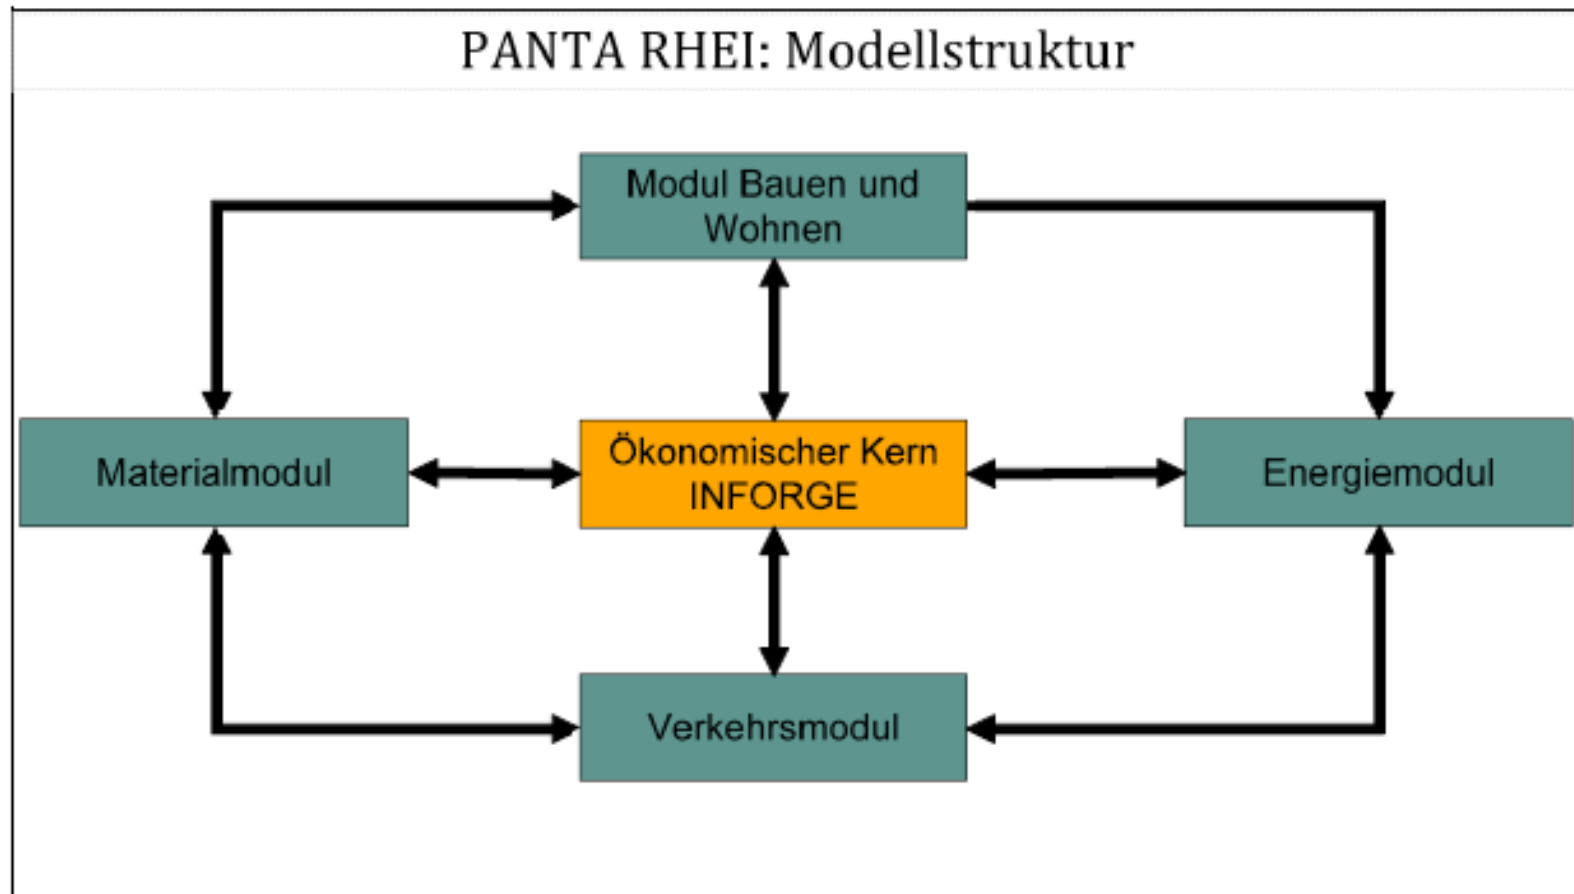 PANTA RHEI: Modellstruktur
Modul Bauen und
Wohnen
Materialmodul
Ökonomischer Kern
INFORGE
Energiemodul
Verkehrsmodul